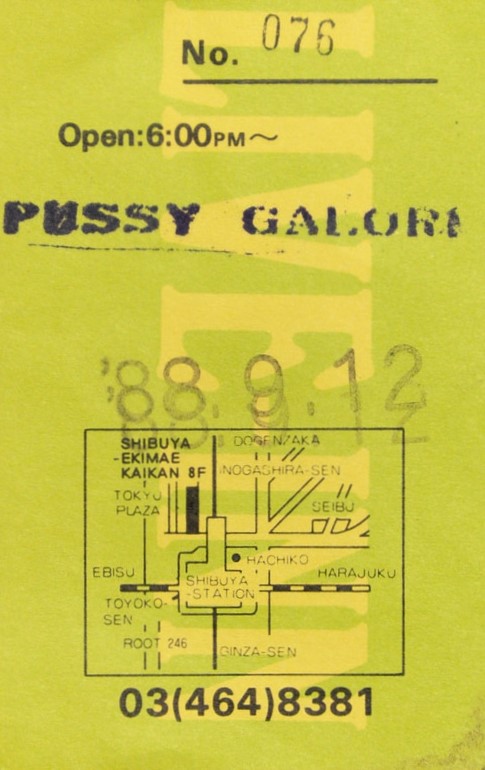 No. 076
Open:6:00PM～
PUSSY GALORE
'88.9.12
SHIBUYA
-EKIMAE
KAIKAN 8F
DOGENZAKA
INOGASHIRA-SEN
TOKYU
PLAZA
SEIBU
HACHIKO
EBISU
SHIBUYA
-STATION
HARAJUKU
TOYOKO-
SEN
ROOT 246
GINZA-SEN
03(464)8381